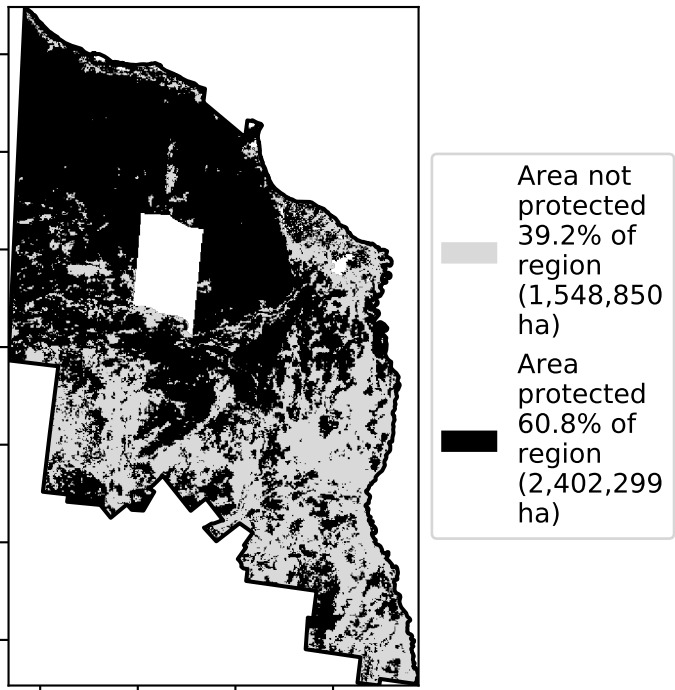 Area not
protected
39.2% of
region
(1,548,850
ha)
Area
protected
60.8% of
region
(2,402,299
ha)